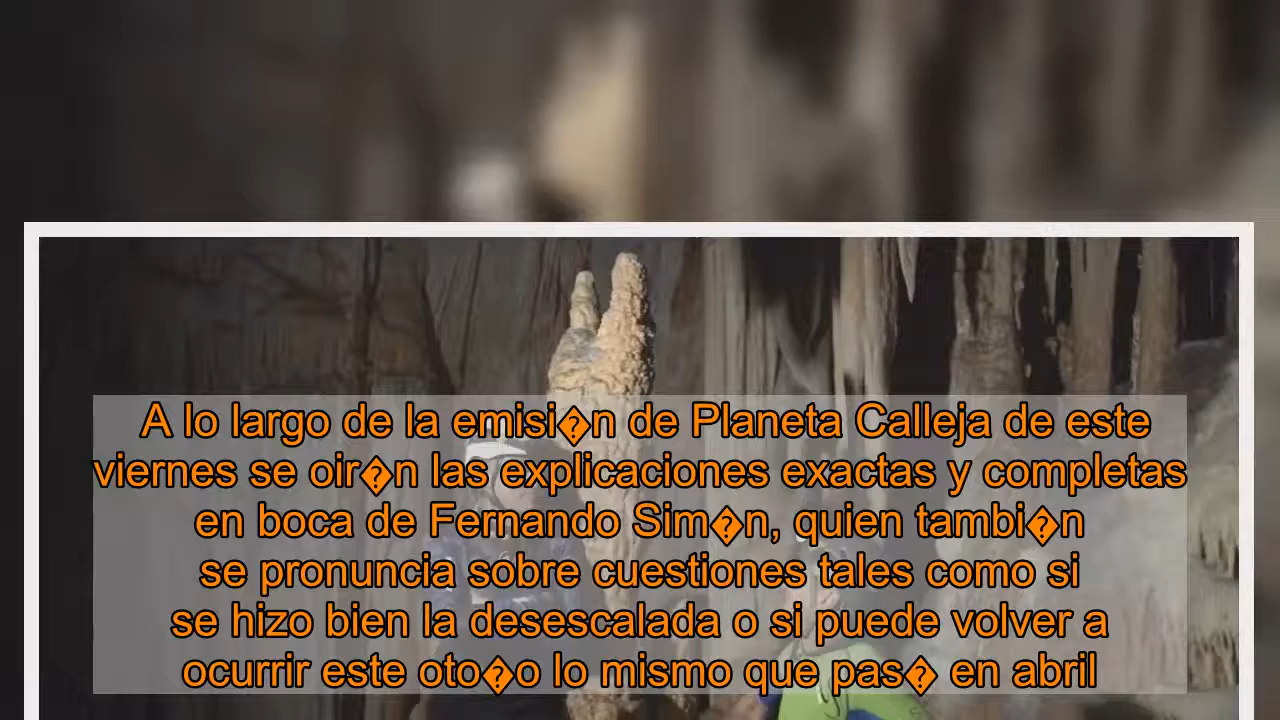 A lo largo de la emisi�n de Planeta Calleja de este
viernes se oir�n las explicaciones exactas y completas
en boca de Fernando Sim�n, quien tambi�n
se pronuncia sobre cuestiones tales como si
se hizo bien la desescalada o si puede volver a
ocurrir este oto�o lo mismo que pas� en abril